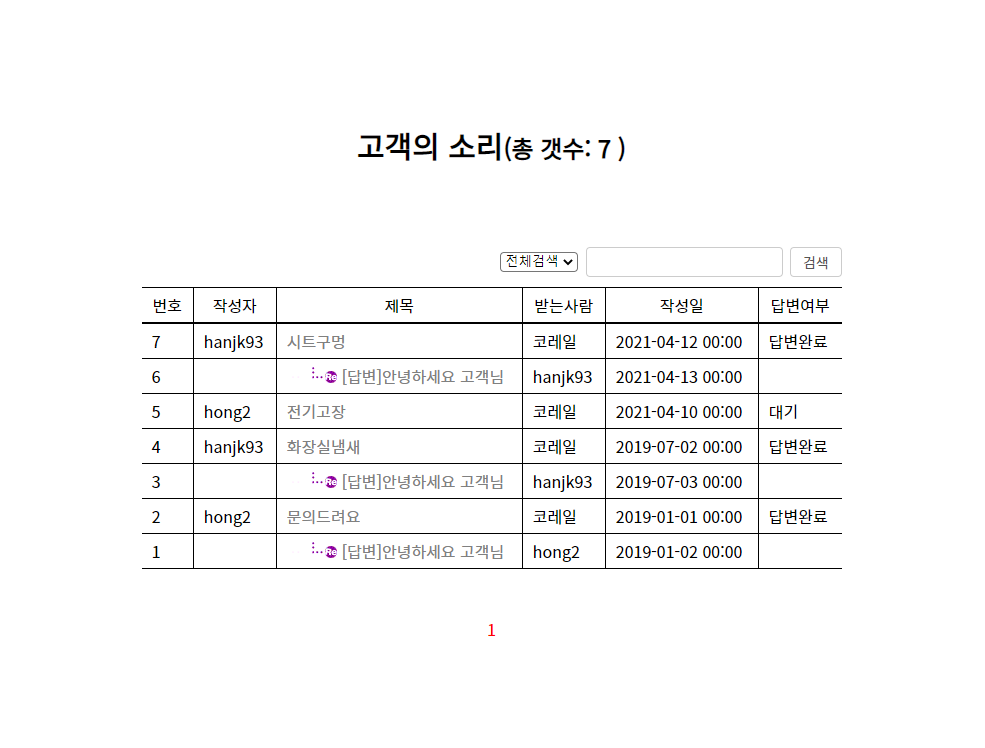 고객의 소리(총 갯수: 7 )
전체검색 검색
번호 작성자 제목 받는사람 작성일 답변여부
7 hanjk93 시트구멍 코레일 2021-04-12 00:00 답변완료
6 Re [답변]안녕하세요 고객님 hanjk93 2021-04-13 00:00
5 hong2 전기고장 코레일 2021-04-10 00:00 대기
4 hanjk93 화장실냄새 코레일 2019-07-02 00:00 답변완료
3 Re [답변]안녕하세요 고객님 hanjk93 2019-07-03 00:00
2 hong2 문의드려요 코레일 2019-01-01 00:00 답변완료
1 Re [답변]안녕하세요 고객님 hong2 2019-01-02 00:00
1